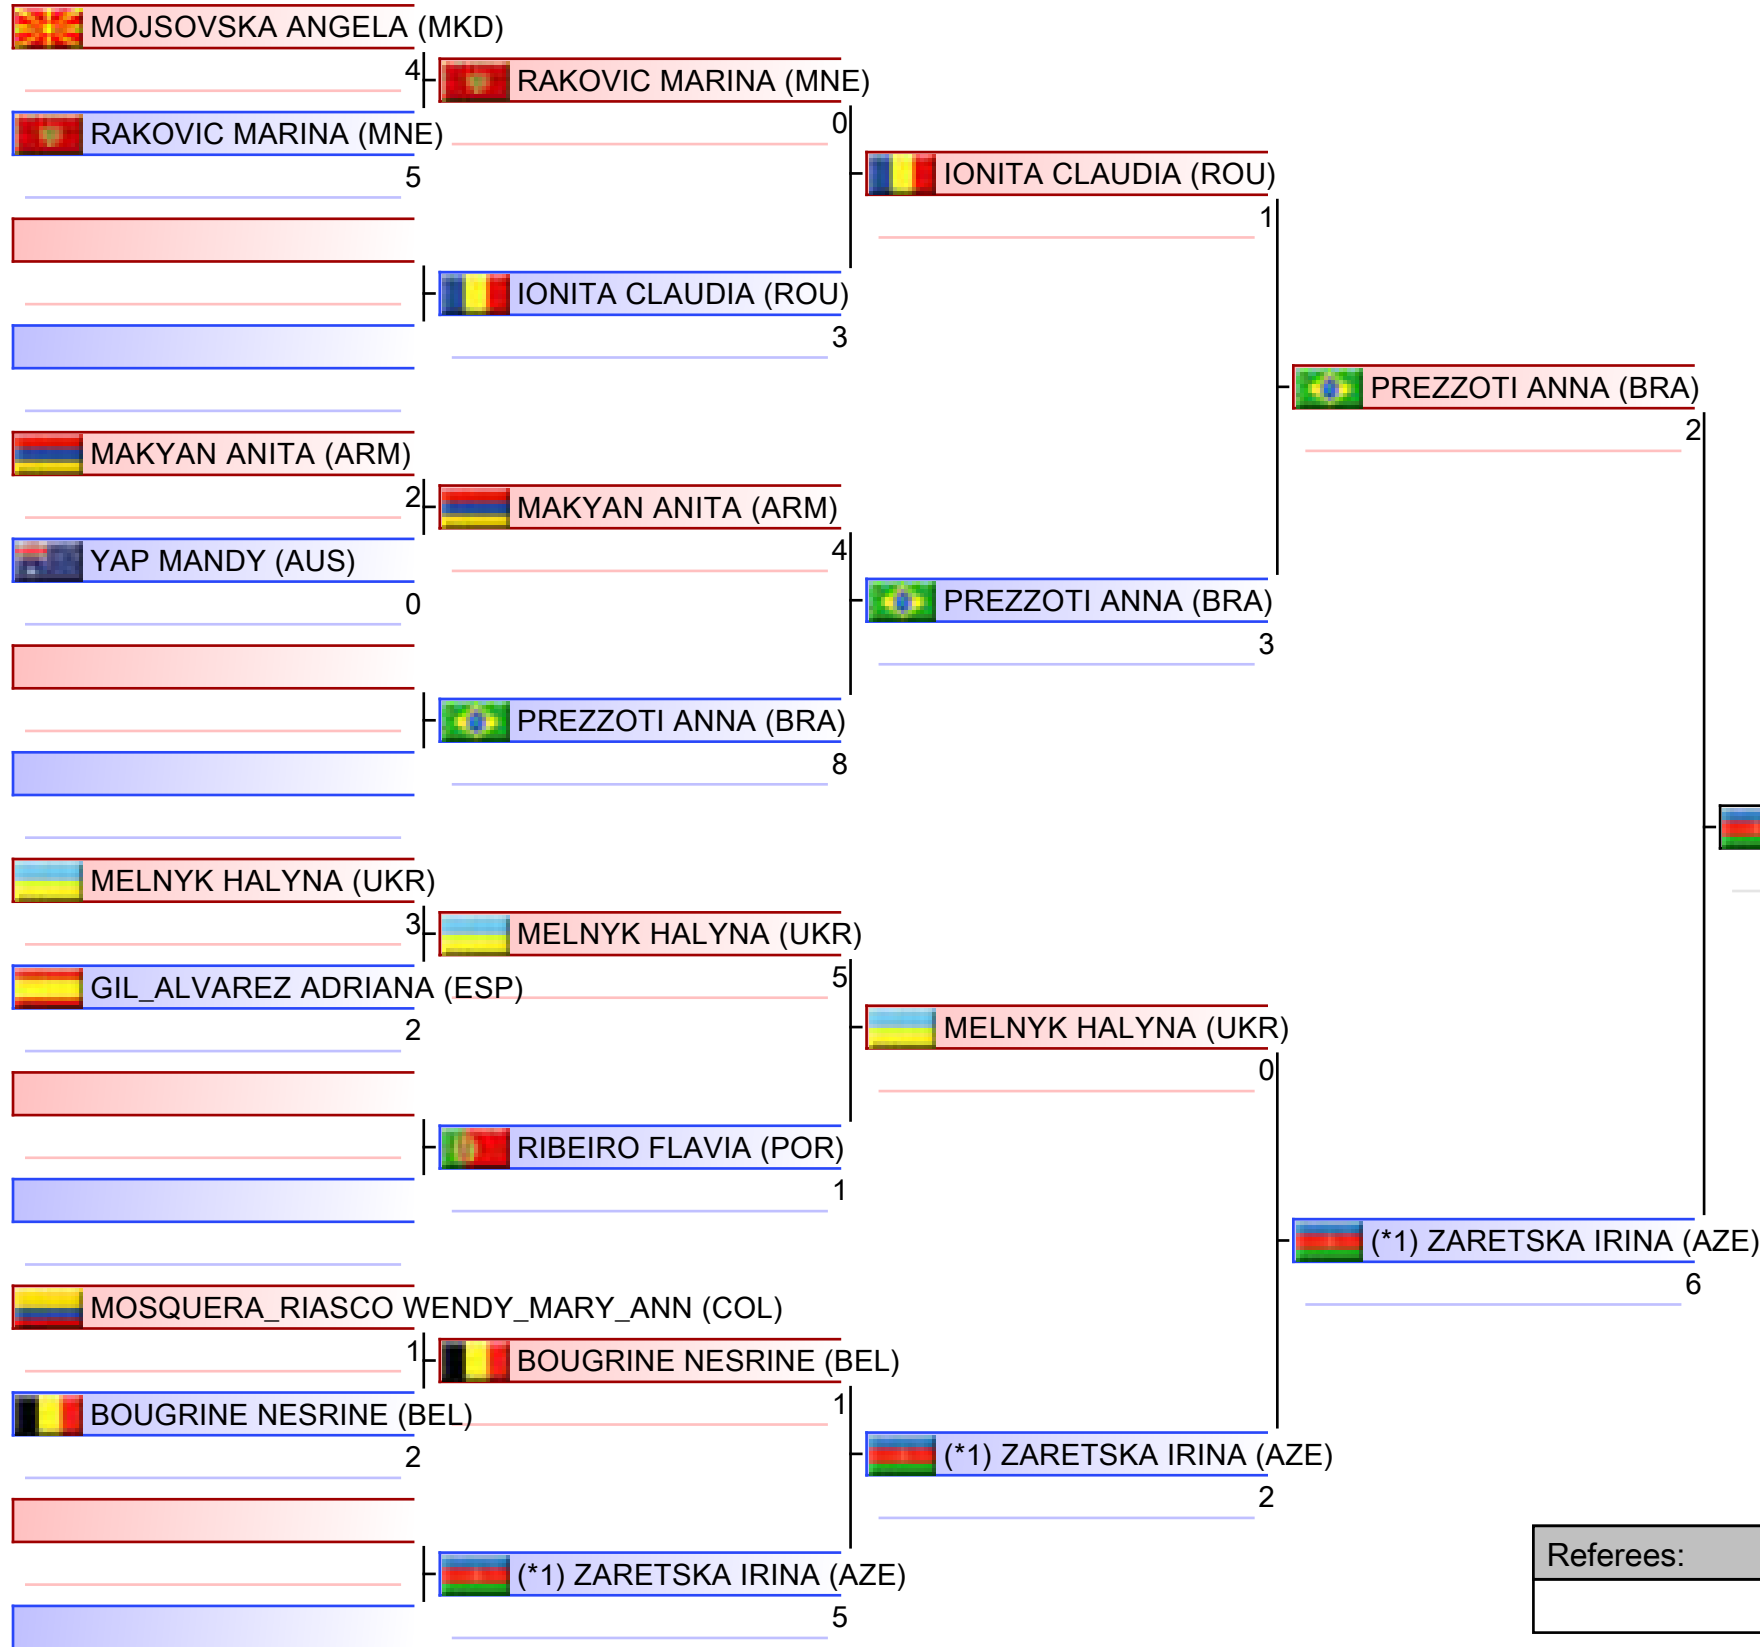 MOJSOVSKA ANGELA (MKD)
4
RAKOVIC MARINA (MNE)
RAKOVIC MARINA (MNE)
0
5
IONITA CLAUDIA (ROU)
1
IONITA CLAUDIA (ROU)
3
PREZZOTI ANNA (BRA)
2
MAKYAN ANITA (ARM)
2
MAKYAN ANITA (ARM)
4
YAP MANDY (AUS)
0
PREZZOTI ANNA (BRA)
3
PREZZOTI ANNA (BRA)
8
MELNYK HALYNA (UKR)
3
MELNYK HALYNA (UKR)
5
GIL_ALVAREZ ADRIANA (ESP)
2
MELNYK HALYNA (UKR)
0
RIBEIRO FLAVIA (POR)
1
(*1) ZARETSKA IRINA (AZE)
6
MOSQUERA_RIASCO WENDY_MARY_ANN (COL)
1
BOUGRINE NESRINE (BEL)
1
BOUGRINE NESRINE (BEL)
2
(*1) ZARETSKA IRINA (AZE)
2
(*1) ZARETSKA IRINA (AZE)
5
Referees: